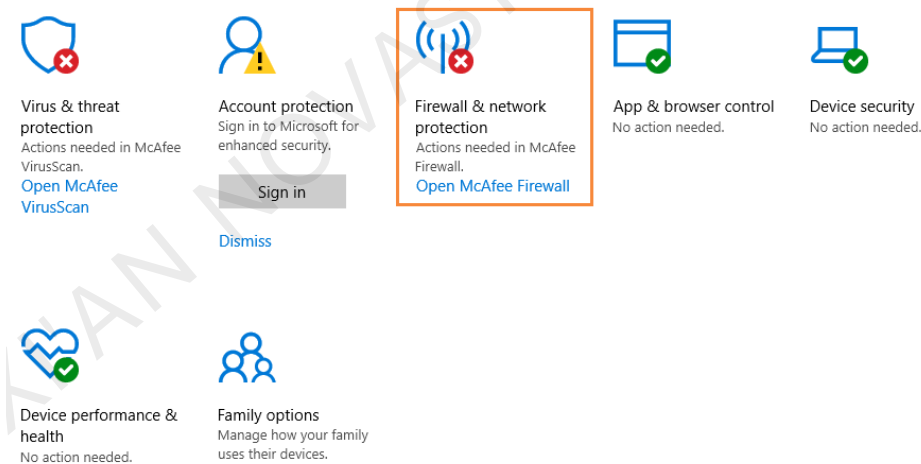 Virus & threat
protection
Actions needed in McAfee
VirusScan.
Open McAfee
VirusScan
Account protection
Sign in to Microsoft for
enhanced security.
Sign in
Dismiss
Firewall & network
protection
Actions needed in McAfee
Firewall.
Open McAfee Firewall
App & browser control
No action needed.
Device security
No action needed.
Device performance &
health
No action needed.
Family options
Manage how your family
uses their devices.